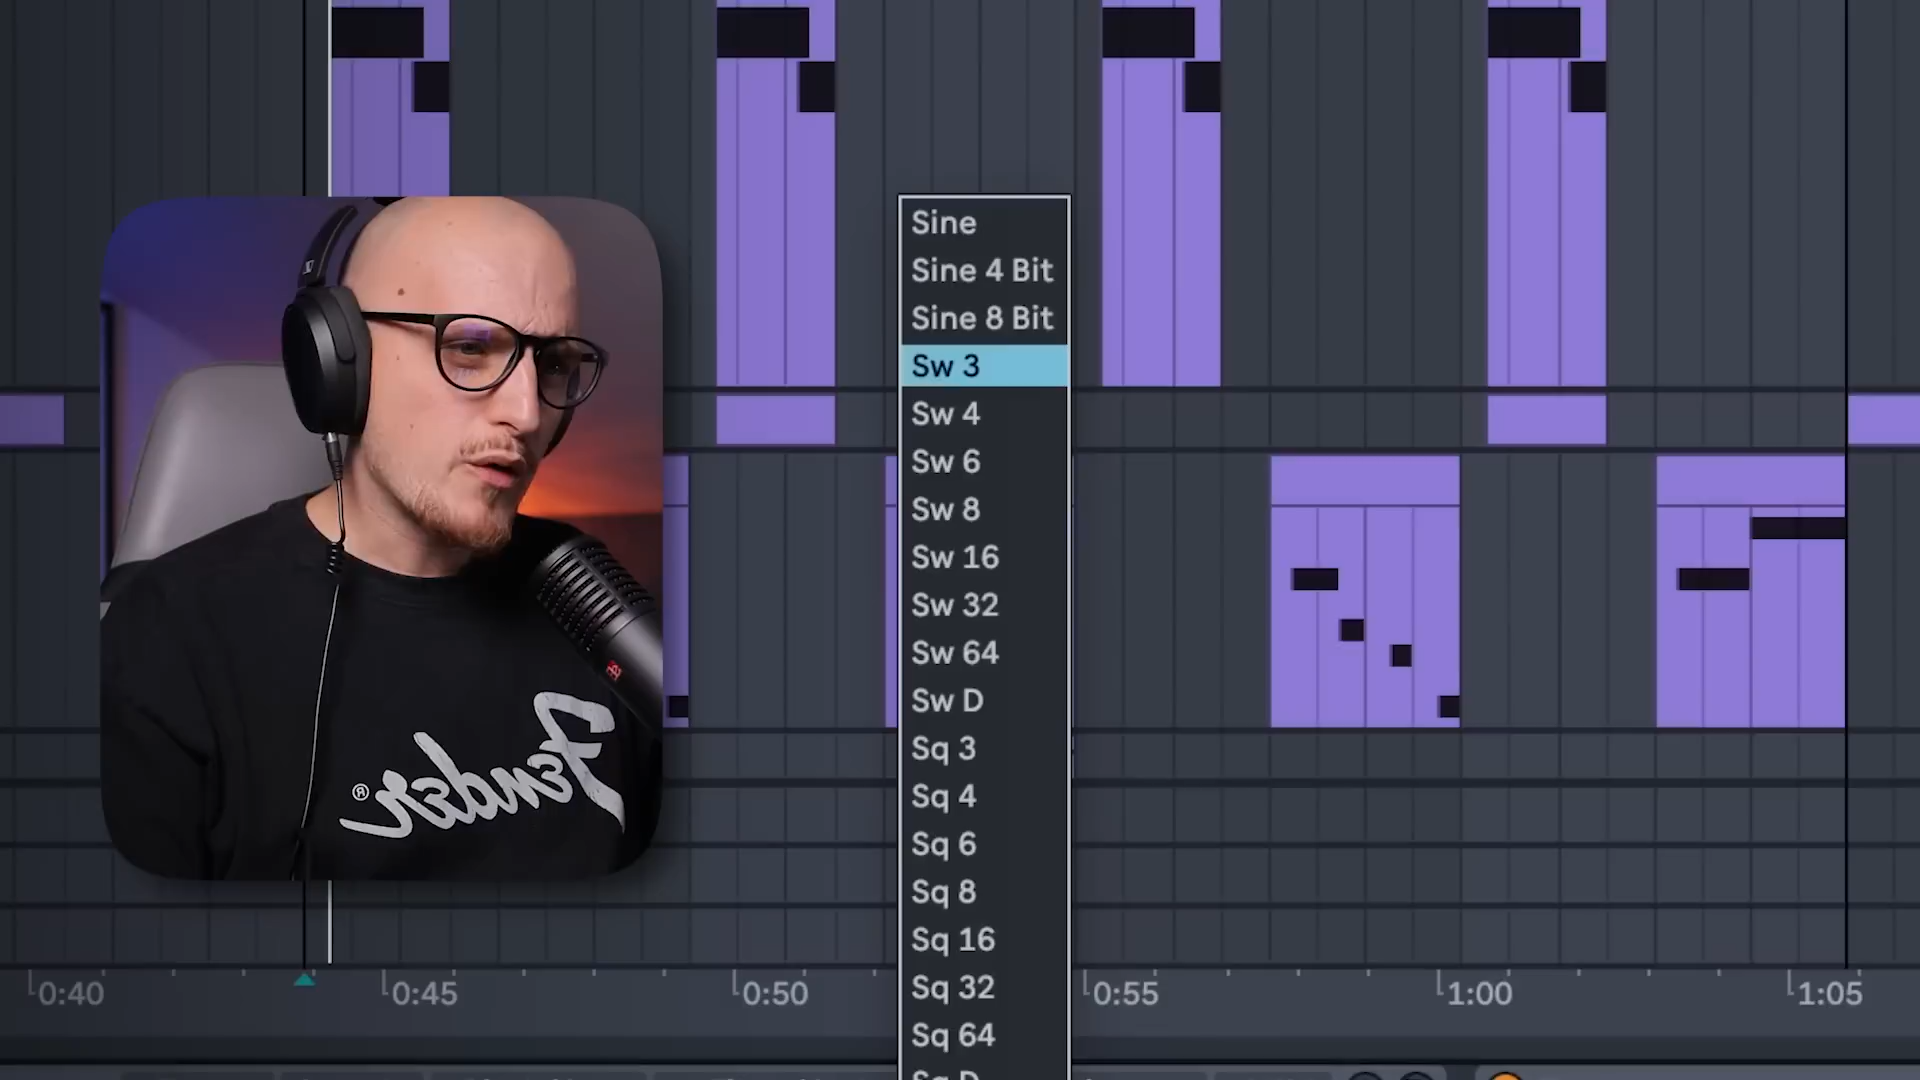 Sine
Sine 4 Bit
Sine 8 Bit
Sw 3
Sw 4
Sw 6
Sw 8
Sw 16
Sw 32
Sw 64
Sw D
Sq 3
Sq 4
Sq 6
Sq 8
Sq 16
Sq 32
Sq 64
Sq D
Fender®
0:40
0:45
0:50
0:55
1:00
1:05